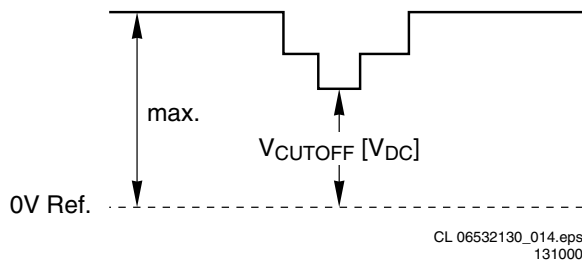 max.
VCUTOFF [VDC]
0V Ref.
CL 06532130_014.eps
131000